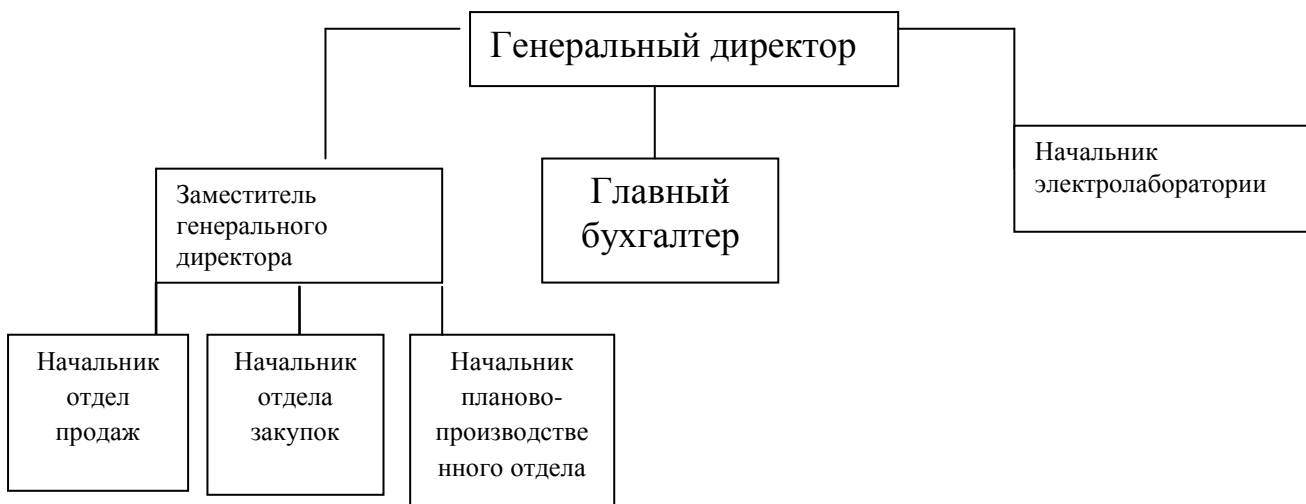 Генеральный директор
Заместитель
генерального
директора
Главный
бухгалтер
Начальник
электролаборатории
Начальник
отдел
продаж
Начальник
отдела
закупок
Начальник
планово-
производстве
нного отдела